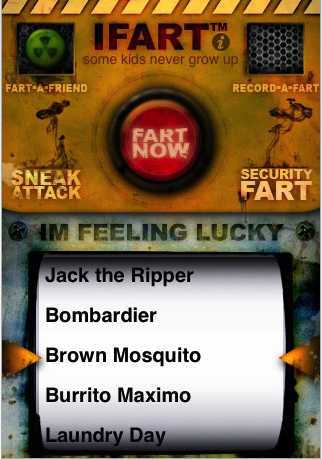 IFART™
some kids never grow up
FART-A-FRIEND
RECORD-A-FART
FART
NOW
SNEAK
ATTACK
SECURITY
FART
IM FEELING LUCKY
Jack the Ripper
Bombardier
Brown Mosquito
Burrito Maximo
Laundry Day